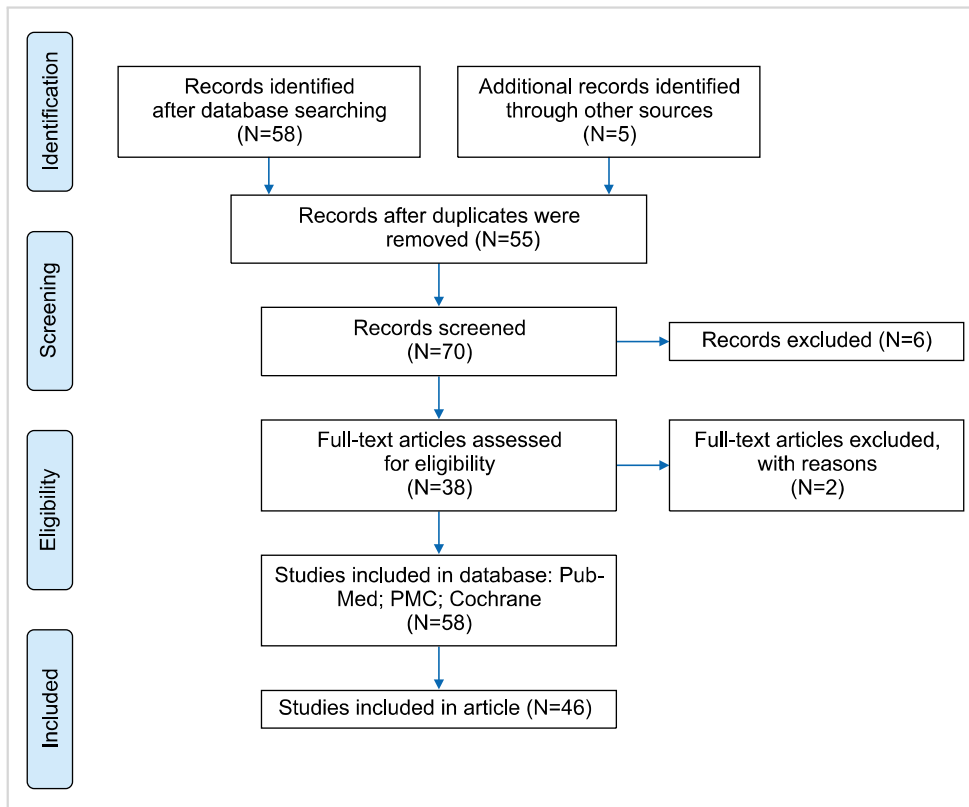 Identification
Records identified
after database searching
(N=58)
Additional records identified
through other sources
(N=5)
Records after duplicates were
removed (N=55)
Screening
Records screened
(N=70)
Records excluded (N=6)
Eligibility
Full-text articles assessed
for eligibility
(N=38)
Full-text articles excluded,
with reasons
(N=2)
Studies included in database: Pub-
Med; PMC; Cochrane
(N=58)
Included
Studies included in article (N=46)